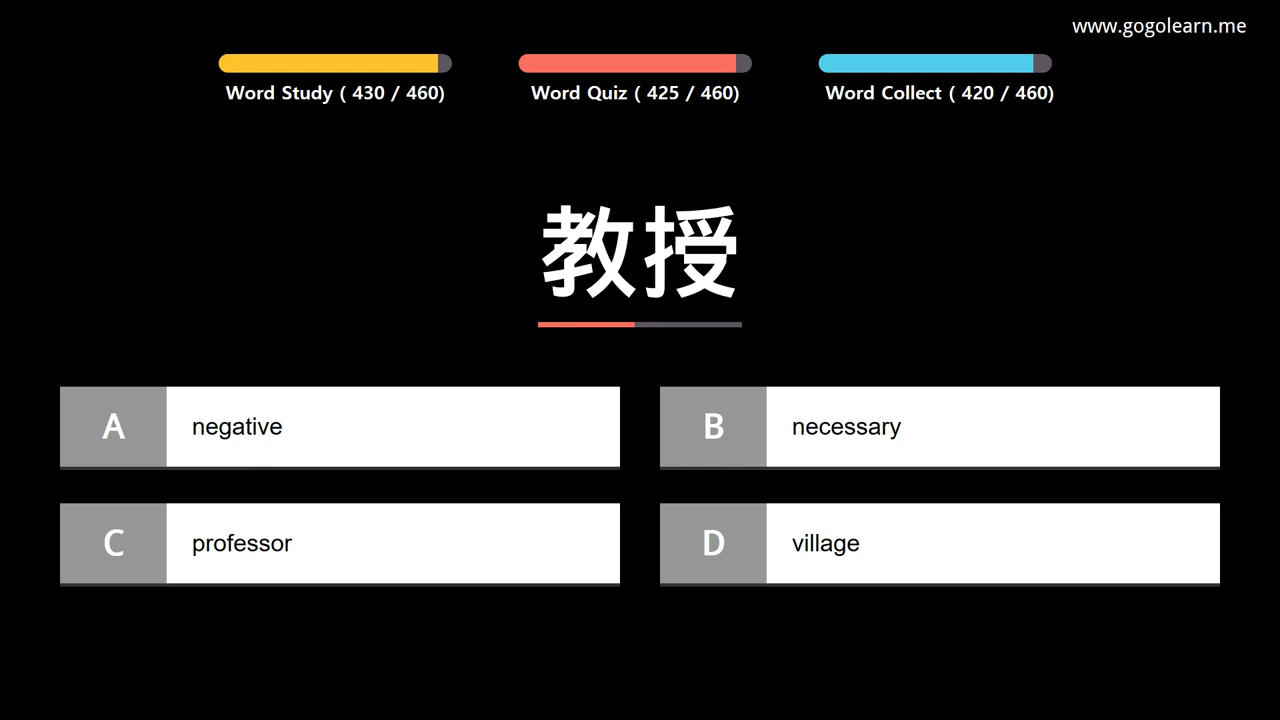 www.gogolearn.me
Word Study ( 430 / 460)
Word Quiz ( 425 / 460)
Word Collect ( 420 / 460)
教授
A negative
B necessary
C professor
D village